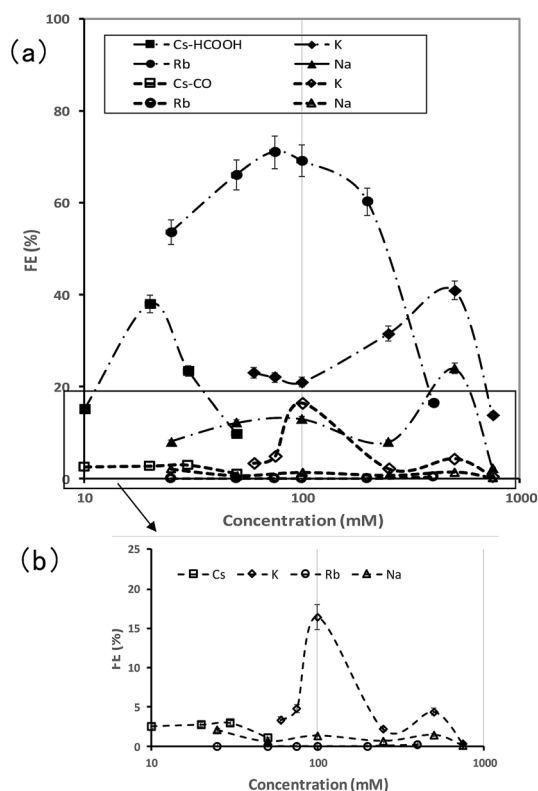 (a)
100
80
60
40
20
0
FE (%)
Cs-HCOOH K
Rb Na
Cs-CO K
Rb Na
10 100 1000
Concentration (mM)
(b)
25
20
15
10
5
0
FE (%)
Cs K Rb Na
10 100 1000
Concentration (mM)